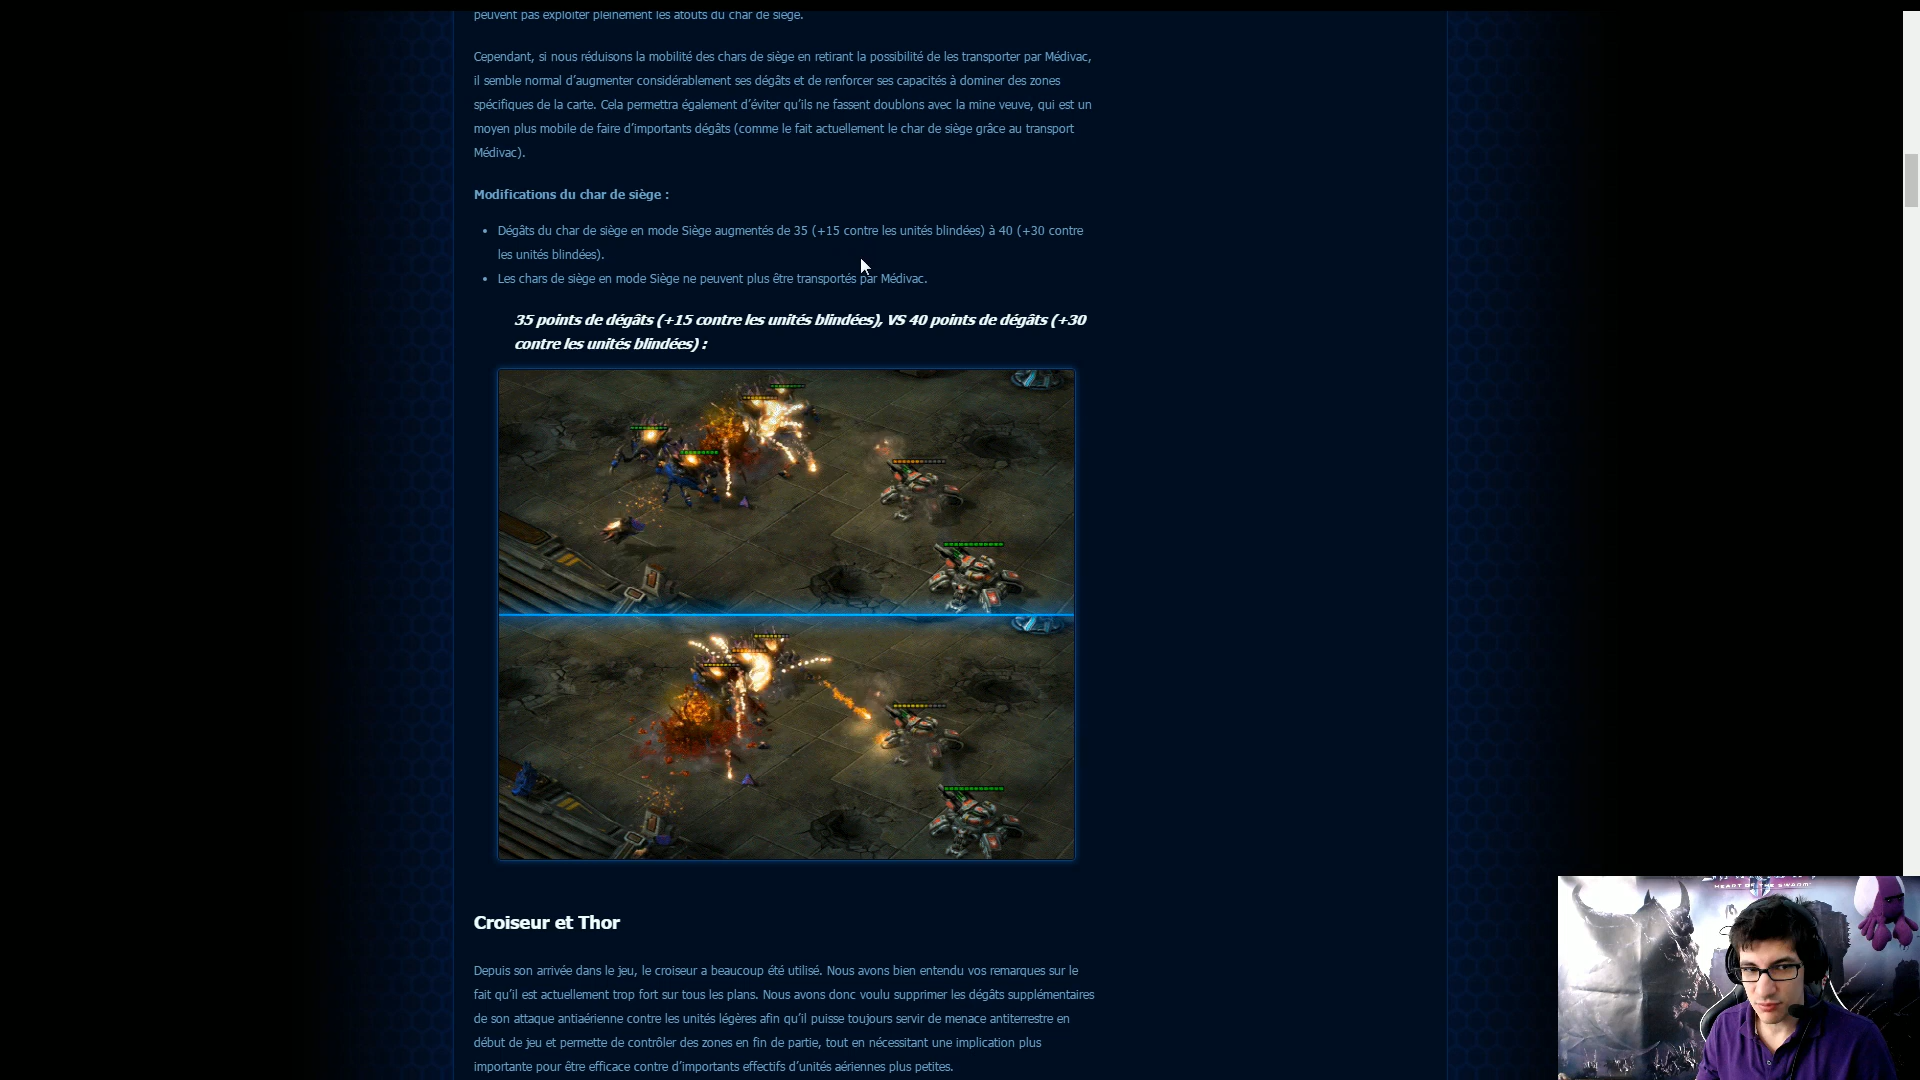 peuvent pas exploiter pleinement les atouts du char de siège.
Cependant, si nous réduisons la mobilité des chars de siège en retirant la possibilité de les transporter par Médivac,
il semble normal d’augmenter considérablement ses dégâts et de renforcer ses capacités à dominer des zones
spécifiques de la carte. Cela permettra également d’éviter qu’ils ne fassent doublons avec la mine veuve, qui est un
moyen plus mobile de faire d’importants dégâts (comme le fait actuellement le char de siège grâce au transport
Médivac).
Modifications du char de siège :
Dégâts du char de siège en mode Siège augmentés de 35 (+15 contre les unités blindées) à 40 (+30 contre
les unités blindées).
Les chars de siège en mode Siège ne peuvent plus être transportés par Médivac.
35 points de dégâts (+15 contre les unités blindées), VS 40 points de dégâts (+30
contre les unités blindées) :
Croiseur et Thor
Depuis son arrivée dans le jeu, le croiseur a beaucoup été utilisé. Nous avons bien entendu vos remarques sur le
fait qu’il est actuellement trop fort sur tous les plans. Nous avons donc voulu supprimer les dégâts supplémentaires
de son attaque antiaérienne contre les unités légères afin qu’il puisse toujours servir de menace antiterrestre en
début de jeu et permette de contrôler des zones en fin de partie, tout en nécessitant une implication plus
importante pour être efficace contre d’importants effectifs d’unités aériennes plus petites.
HEART OF THE SWARM